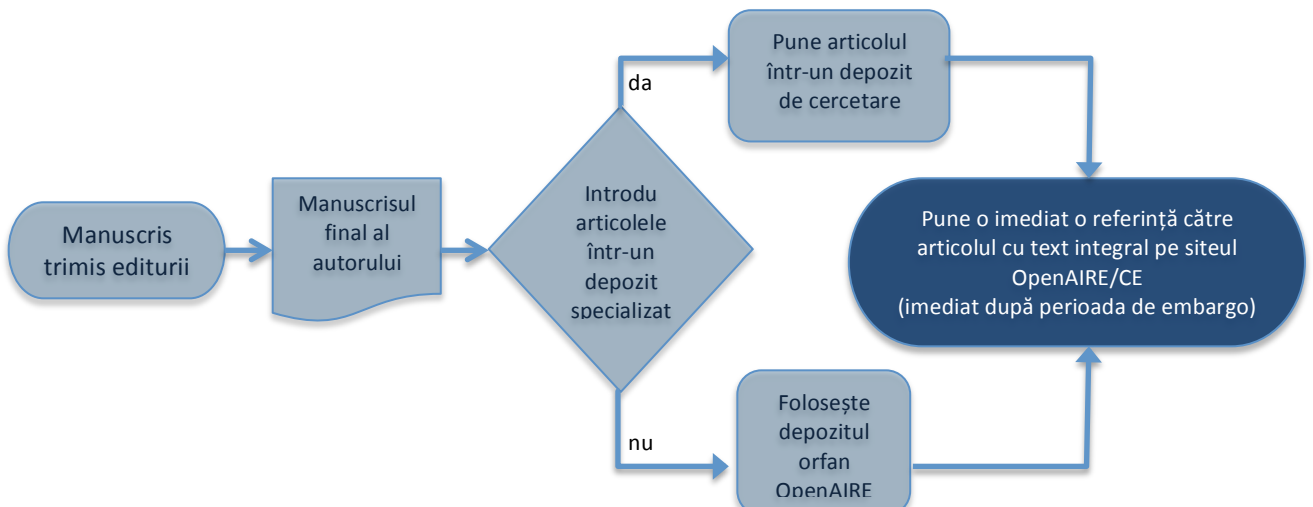 Manuscris
trimis editurii
Manuscrisul
final al
autorului
Introdu
articolele
într-un
depozit
specializat
da
Pune articolul
într-un depozit
de cercetare
nu
Folosește
depozitul
orfan
OpenAIRE
Pune o imediat o referință către
articolul cu text integral pe siteul
OpenAIRE/CE
(imediat după perioada de embargo)